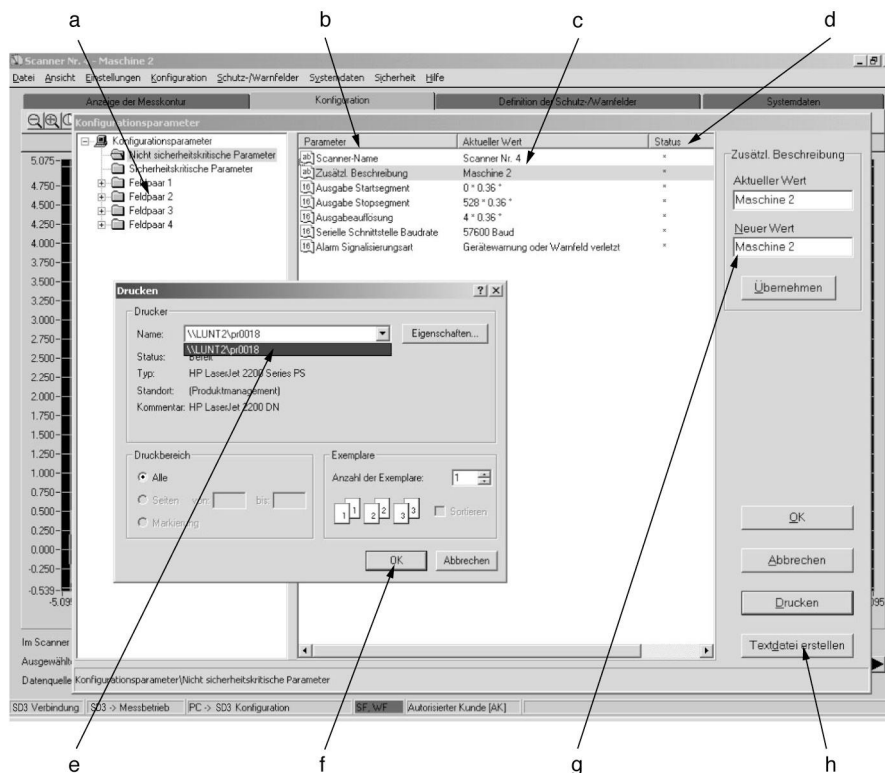 a b c d
Scanner Nr. 4 - Maschine 2
Datei Ansicht Einstellungen Konfiguration Schutz-/Warnfelder Systemdaten Sicherheit Hilfe
Anzeige der Messkontur Konfiguration Definition der Schutz-/Warnfelder Systemdaten
Konfigurationsparameter
Konfigurationsparameter
Nicht sicherheitskritische Parameter
Sicherheitskritische Parameter
Feldpaar 1
Feldpaar 2
Feldpaar 3
Feldpaar 4
Parameter Aktueller Wert Status
Scanner-Name Scanner Nr. 4 *
Zusätzl. Beschreibung Maschine 2 *
Ausgabe Startsegment 0 * 0.36 ° *
Ausgabe Stopsegment 528 * 0.36 ° *
Ausgabeauflösung 4 * 0.36 ° *
Serielle Schnittstelle Baudrate 57600 Baud *
Alarm Signalisierungsart Gerätewarnung oder Warnfeld verletzt *
Zusätzl. Beschreibung
Aktueller Wert
Maschine 2
Neuer Wert
Maschine 2
Übernehmen
5.075
4.750
4.500
4.250
4.000
3.750
3.500
3.250
3.000
2.750
2.500
2.250
2.000
1.750
1.500
1.250
1.000
0.750
0.500
0.250
0.000
-0.250
-0.539
Drucken
Drucker
Name: \\LUNT2\pr0018 Eigenschaften...
\\LUNT2\pr0018
Status: Bereit
Typ: HP LaserJet 2200 Series PS
Standort: (Produktmanagement)
Kommentar: HP LaserJet 2200 DN
Druckbereich
Alle
Seiten von: bis:
Markierung
Exemplare
Anzahl der Exemplare: 1
1 1 2 2 3 3 Sortieren
OK Abbrechen
OK
Abbrechen
Drucken
Textdatei erstellen
Im Scanner
Datenquelle
Konfigurationsparameter\Nicht sicherheitskritische Parameter
SD3 Verbindung SD3 -> Messbetrieb PC -> SD3 Konfiguration SF, WF Autorisierter Kunde [AK]
e f g h